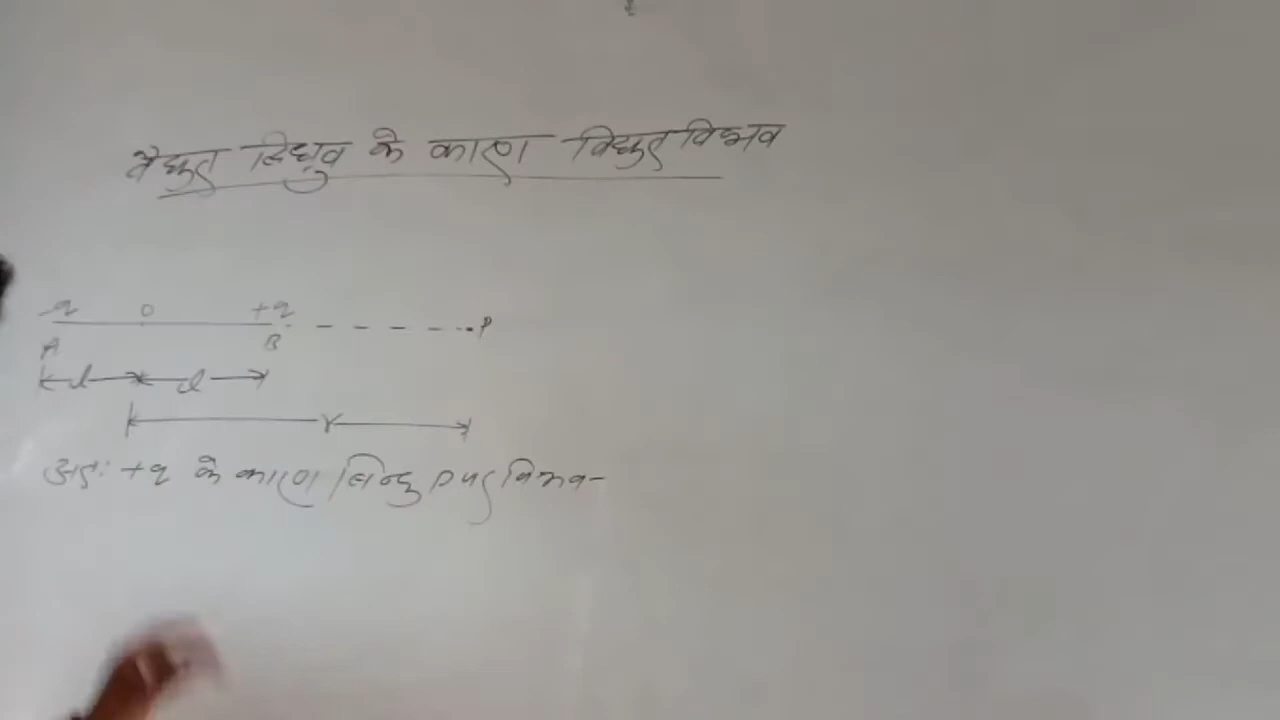 वैद्युत द्विध्रुव के कारण विद्युत विभव
-q O +q
A B P
l l
r
अतः +q के कारण बिन्दु P पर विभव-